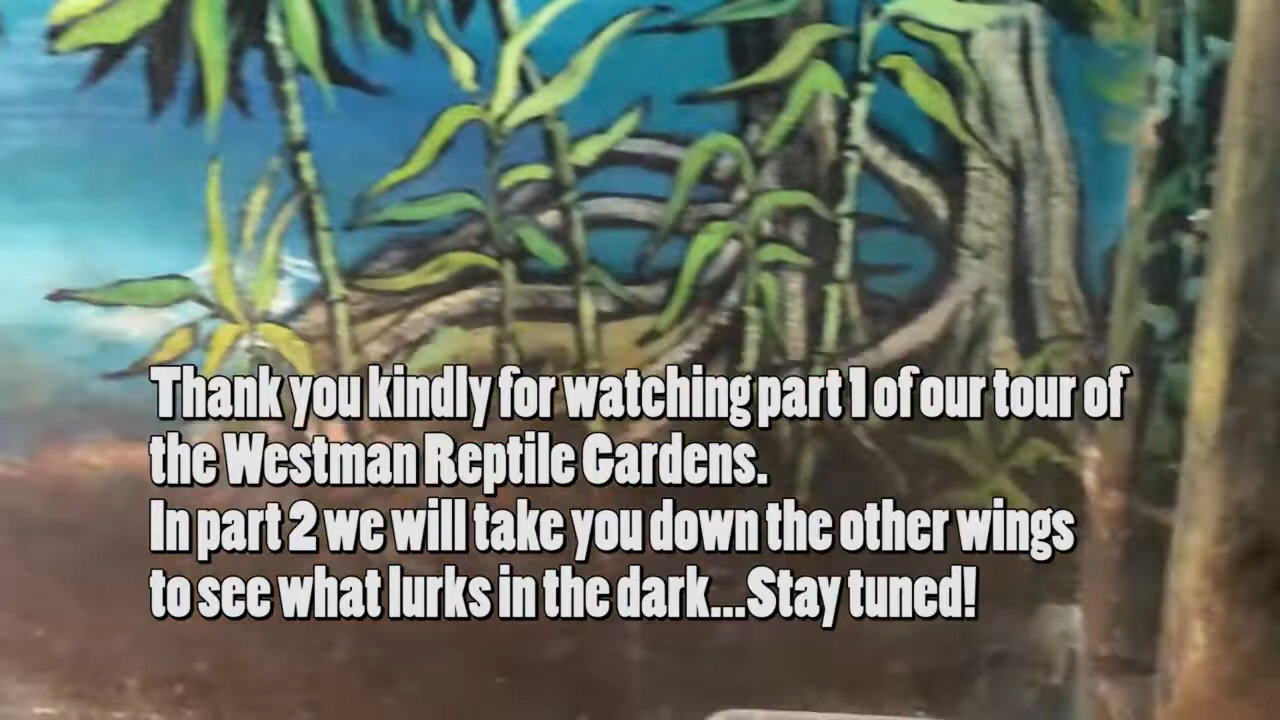 Thank you kindly for watching part 1 of our tour of
the Westman Reptile Gardens.
In part 2 we will take you down the other wings
to see what lurks in the dark...Stay tuned!